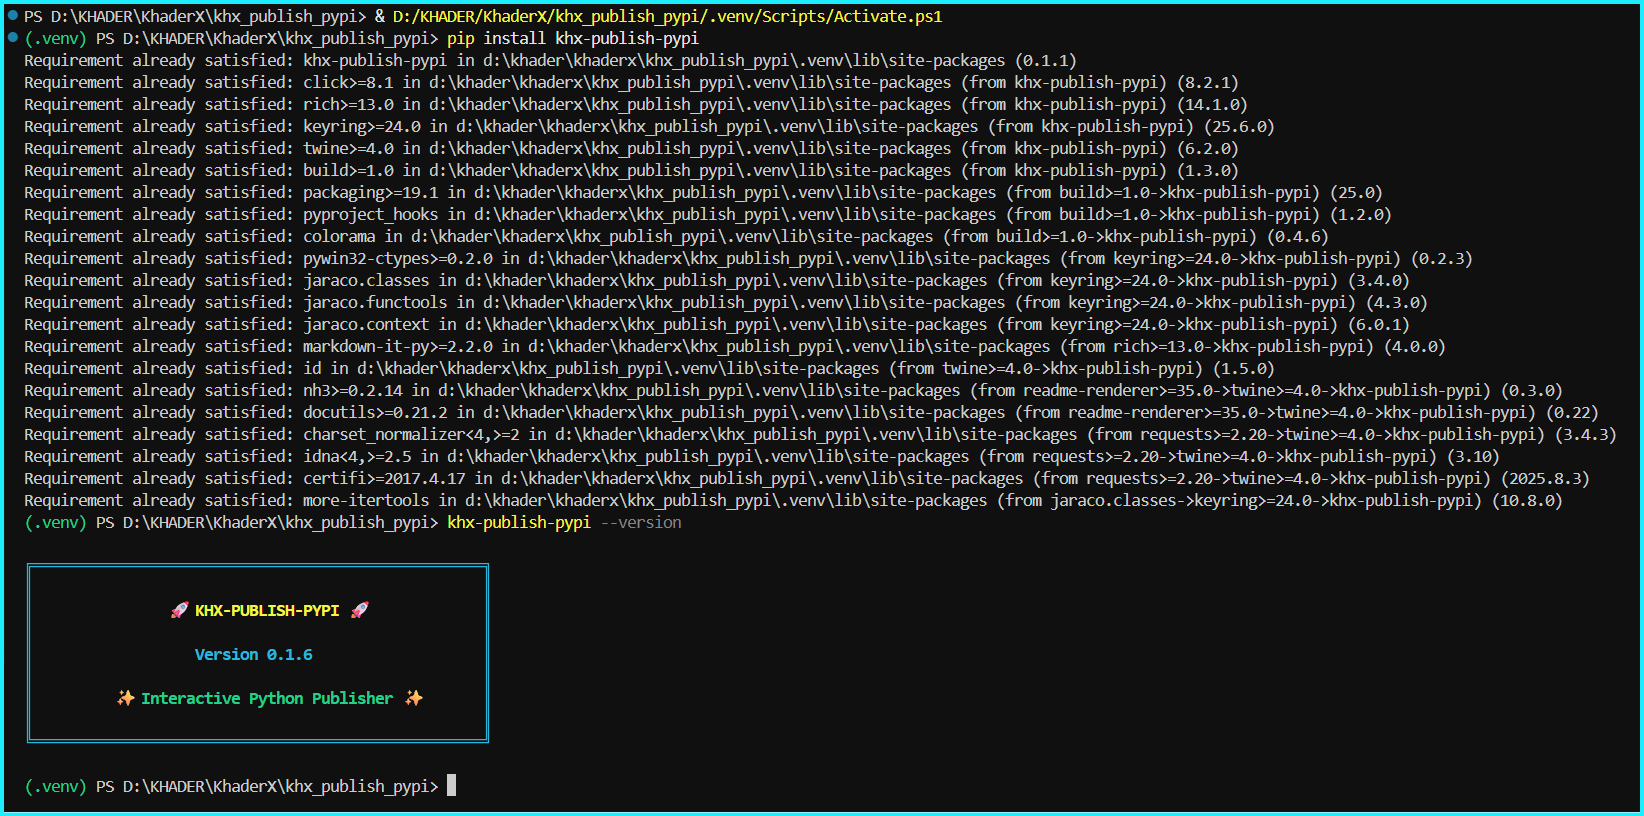 PS D:\KHADER\KhaderX\khx_publish_pypi> & D:/KHADER/KhaderX/khx_publish_pypi/.venv/Scripts/Activate.ps1
(.venv) PS D:\KHADER\KhaderX\khx_publish_pypi> pip install khx-publish-pypi
Requirement already satisfied: khx-publish-pypi in d:\khader\khaderx\khx_publish_pypi\.venv\lib\site-packages (0.1.1)
Requirement already satisfied: click>=8.1 in d:\khader\khaderx\khx_publish_pypi\.venv\lib\site-packages (from khx-publish-pypi) (8.2.1)
Requirement already satisfied: rich>=13.0 in d:\khader\khaderx\khx_publish_pypi\.venv\lib\site-packages (from khx-publish-pypi) (14.1.0)
Requirement already satisfied: keyring>=24.0 in d:\khader\khaderx\khx_publish_pypi\.venv\lib\site-packages (from khx-publish-pypi) (25.6.0)
Requirement already satisfied: twine>=4.0 in d:\khader\khaderx\khx_publish_pypi\.venv\lib\site-packages (from khx-publish-pypi) (6.2.0)
Requirement already satisfied: build>=1.0 in d:\khader\khaderx\khx_publish_pypi\.venv\lib\site-packages (from khx-publish-pypi) (1.3.0)
Requirement already satisfied: packaging>=19.1 in d:\khader\khaderx\khx_publish_pypi\.venv\lib\site-packages (from build>=1.0->khx-publish-pypi) (25.0)
Requirement already satisfied: pyproject_hooks in d:\khader\khaderx\khx_publish_pypi\.venv\lib\site-packages (from build>=1.0->khx-publish-pypi) (1.2.0)
Requirement already satisfied: colorama in d:\khader\khaderx\khx_publish_pypi\.venv\lib\site-packages (from build>=1.0->khx-publish-pypi) (0.4.6)
Requirement already satisfied: pywin32-ctypes>=0.2.0 in d:\khader\khaderx\khx_publish_pypi\.venv\lib\site-packages (from keyring>=24.0->khx-publish-pypi) (0.2.3)
Requirement already satisfied: jaraco.classes in d:\khader\khaderx\khx_publish_pypi\.venv\lib\site-packages (from keyring>=24.0->khx-publish-pypi) (3.4.0)
Requirement already satisfied: jaraco.functools in d:\khader\khaderx\khx_publish_pypi\.venv\lib\site-packages (from keyring>=24.0->khx-publish-pypi) (4.3.0)
Requirement already satisfied: jaraco.context in d:\khader\khaderx\khx_publish_pypi\.venv\lib\site-packages (from keyring>=24.0->khx-publish-pypi) (6.0.1)
Requirement already satisfied: markdown-it-py>=2.2.0 in d:\khader\khaderx\khx_publish_pypi\.venv\lib\site-packages (from rich>=13.0->khx-publish-pypi) (4.0.0)
Requirement already satisfied: id in d:\khader\khaderx\khx_publish_pypi\.venv\lib\site-packages (from twine>=4.0->khx-publish-pypi) (1.5.0)
Requirement already satisfied: nh3>=0.2.14 in d:\khader\khaderx\khx_publish_pypi\.venv\lib\site-packages (from readme-renderer>=35.0->twine>=4.0->khx-publish-pypi) (0.3.0)
Requirement already satisfied: docutils>=0.21.2 in d:\khader\khaderx\khx_publish_pypi\.venv\lib\site-packages (from readme-renderer>=35.0->twine>=4.0->khx-publish-pypi) (0.22)
Requirement already satisfied: charset_normalizer<4,>=2 in d:\khader\khaderx\khx_publish_pypi\.venv\lib\site-packages (from requests>=2.20->twine>=4.0->khx-publish-pypi) (3.4.3)
Requirement already satisfied: idna<4,>=2.5 in d:\khader\khaderx\khx_publish_pypi\.venv\lib\site-packages (from requests>=2.20->twine>=4.0->khx-publish-pypi) (3.10)
Requirement already satisfied: certifi>=2017.4.17 in d:\khader\khaderx\khx_publish_pypi\.venv\lib\site-packages (from requests>=2.20->twine>=4.0->khx-publish-pypi) (2025.8.3)
Requirement already satisfied: more-itertools in d:\khader\khaderx\khx_publish_pypi\.venv\lib\site-packages (from jaraco.classes->keyring>=24.0->khx-publish-pypi) (10.8.0)
(.venv) PS D:\KHADER\KhaderX\khx_publish_pypi> khx-publish-pypi --version
🚀 KHX-PUBLISH-PYPI 🚀
Version 0.1.6
✨ Interactive Python Publisher ✨
(.venv) PS D:\KHADER\KhaderX\khx_publish_pypi>